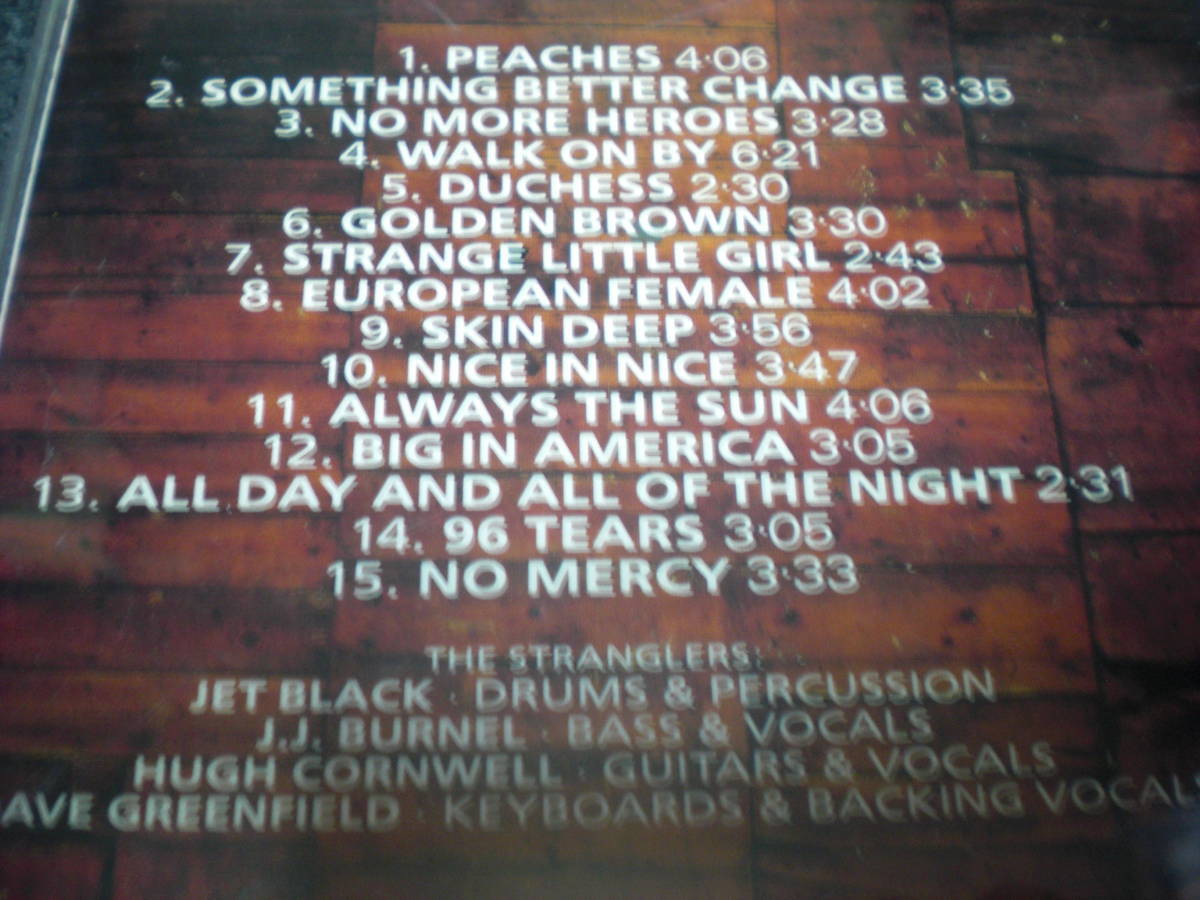 1. PEACHES 4·06
2. SOMETHING BETTER CHANGE 3·35
3. NO MORE HEROES 3·28
4. WALK ON BY 6·21
5. DUCHESS 2·30
6. GOLDEN BROWN 3·30
7. STRANGE LITTLE GIRL 2·43
8. EUROPEAN FEMALE 4·02
9. SKIN DEEP 3·56
10. NICE IN NICE 3·47
11. ALWAYS THE SUN 4·06
12. BIG IN AMERICA 3·05
13. ALL DAY AND ALL OF THE NIGHT 2·31
14. 96 TEARS 3·05
15. NO MERCY 3·33
THE STRANGLERS:
JET BLACK · DRUMS & PERCUSSION
J.J. BURNEL · BASS & VOCALS
HUGH CORNWELL · GUITARS & VOCALS
AVE GREENFIELD · KEYBOARDS & BACKING VOCALS